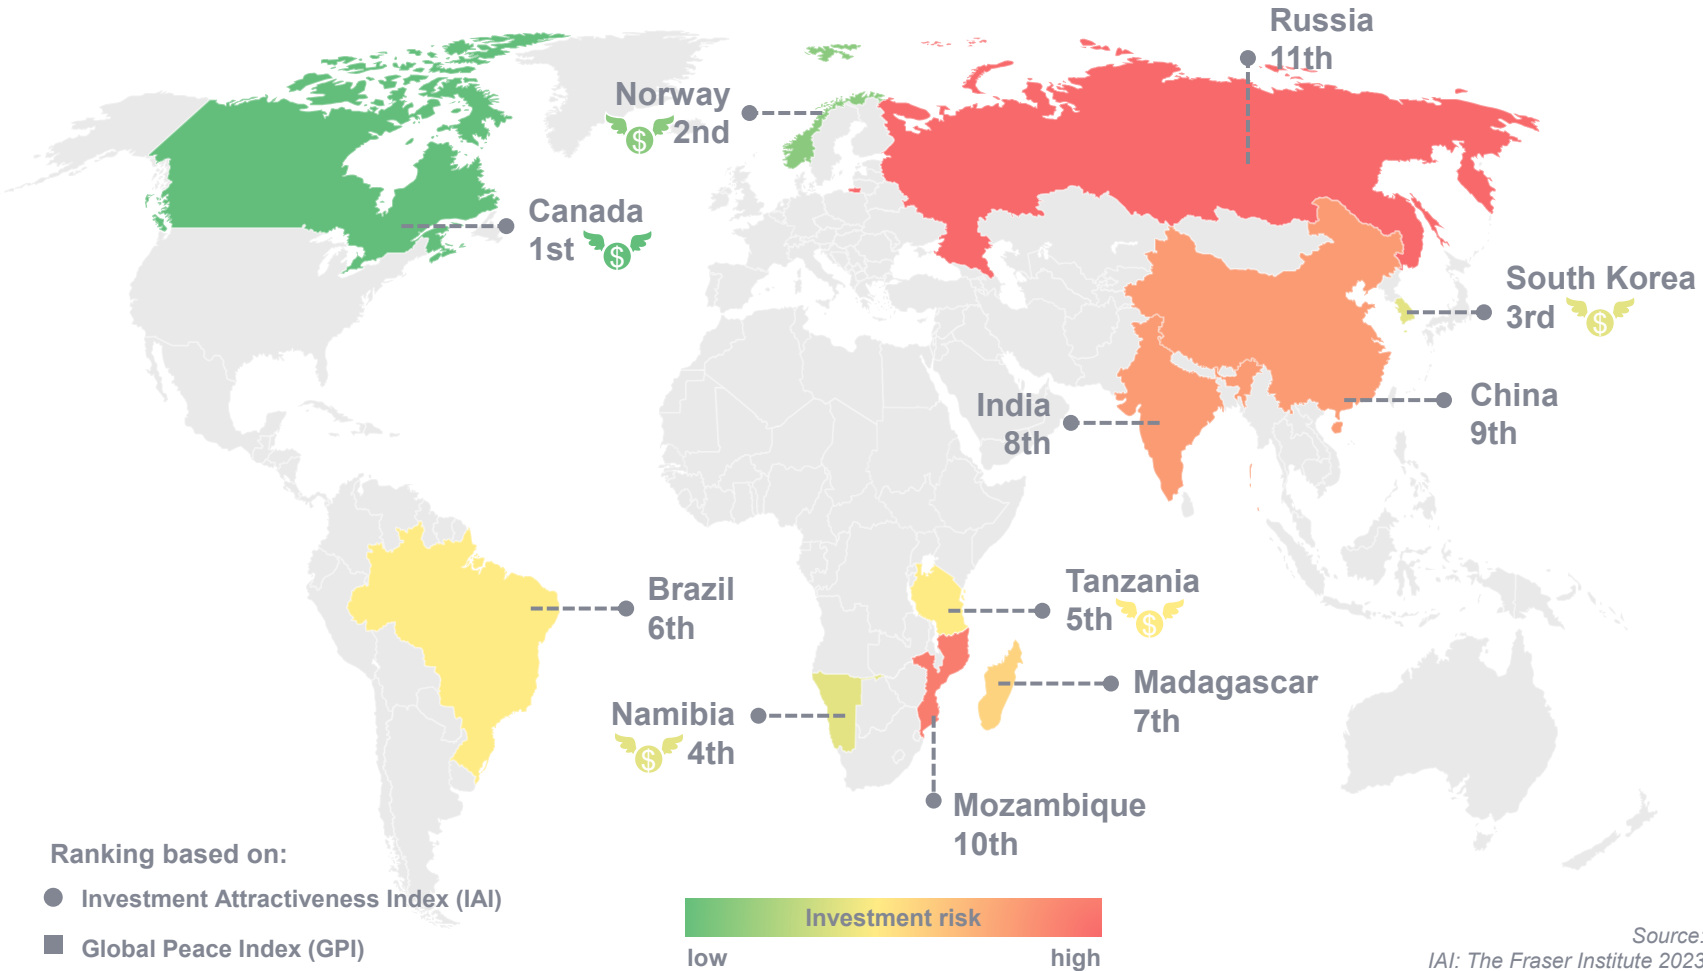 Russia
11th
Norway
$ 2nd
Canada
1st $
South Korea
3rd $
China
9th
India
8th
Brazil
6th
Tanzania
5th $
Madagascar
7th
Namibia
$ 4th
Mozambique
10th
Ranking based on:
Investment Attractiveness Index (IAI)
Global Peace Index (GPI)
Investment risk
low high
Source:
IAI: The Fraser Institute 2023